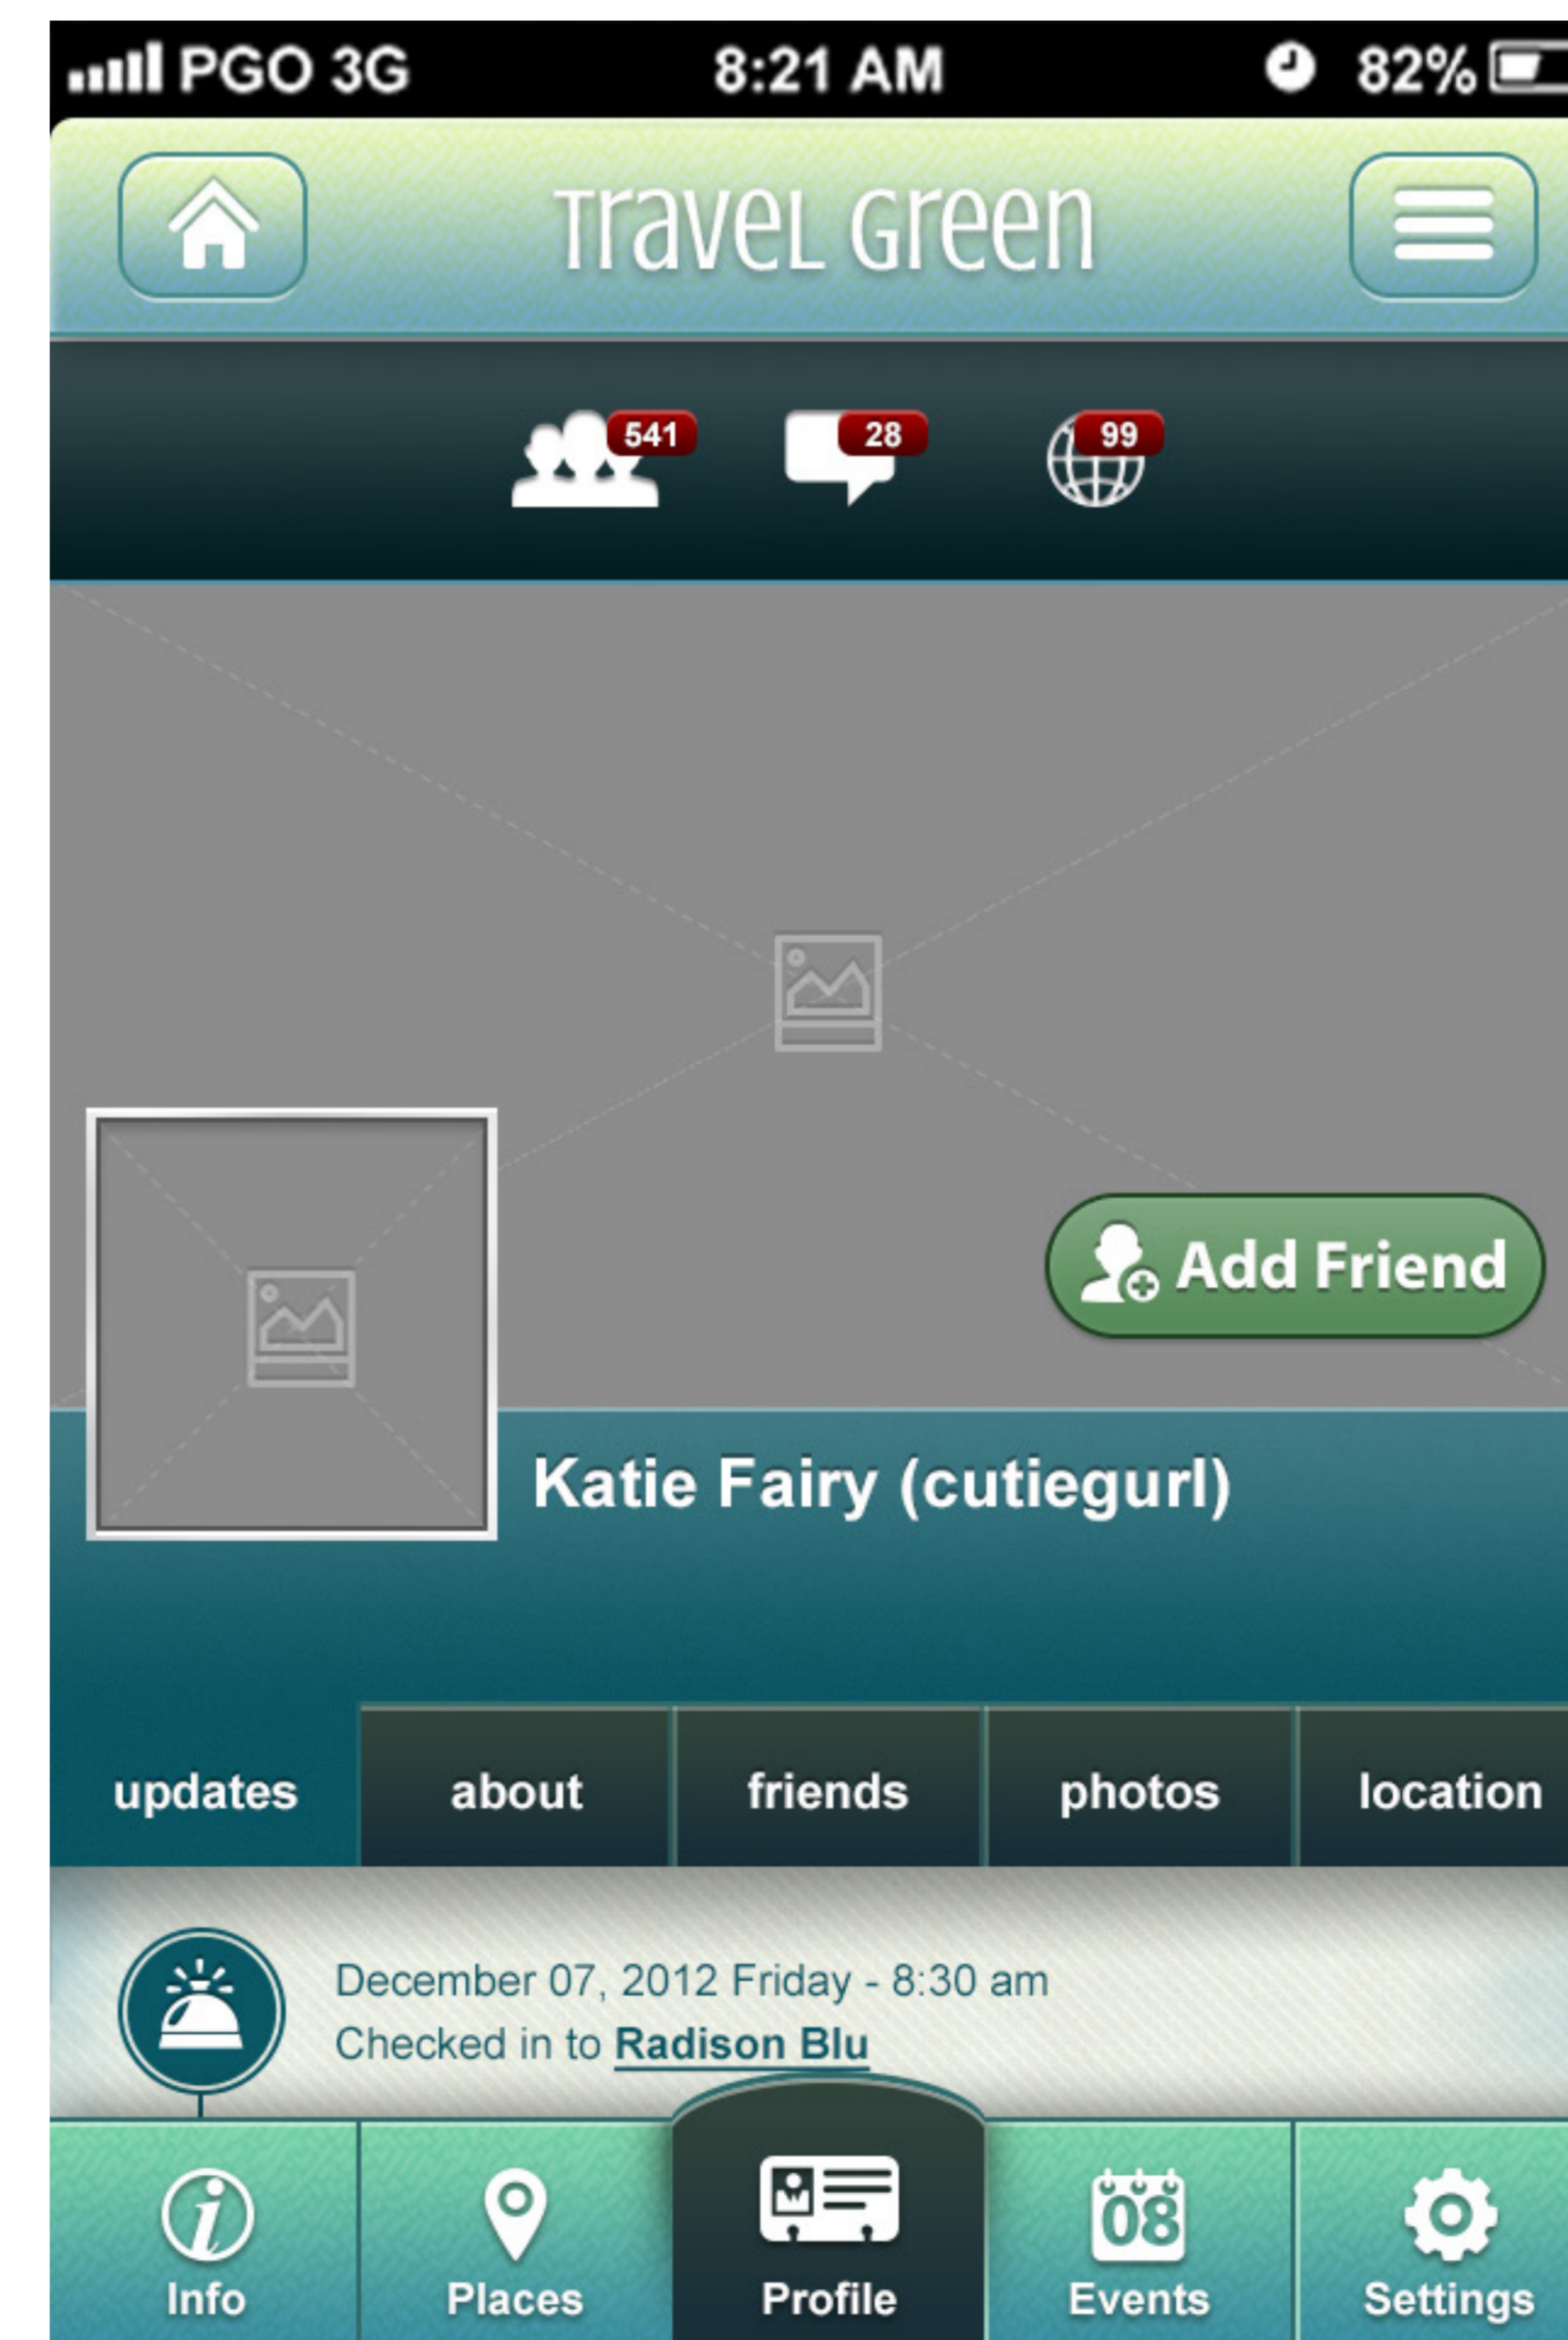 PGO 3G 8:21 AM 82%
Travel Green
541 28 99
Add Friend
Katie Fairy (cutiegurl)
updates about friends photos location
December 07, 2012 Friday - 8:30 am
Checked in to Radison Blu
08
Info Places Profile Events Settings